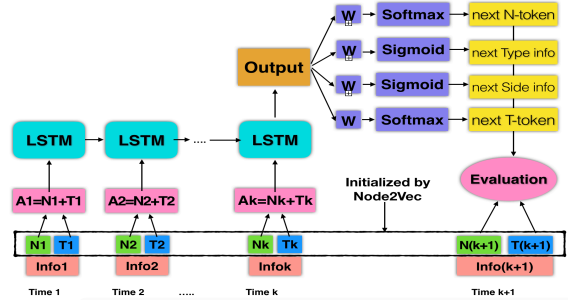 W Softmax next N-token
W Sigmoid next Type info
Output
W Sigmoid next Side info
W Softmax next T-token
LSTM LSTM .... LSTM
Evaluation
Initialized by
Node2Vec
A1=N1+T1 A2=N2+T2 Ak=Nk+Tk
N1 T1 N2 T2 Nk Tk N(k+1) T(k+1)
Info1 Info2 Infok Info(k+1)
Time 1 Time 2 ..... Time k Time k+1